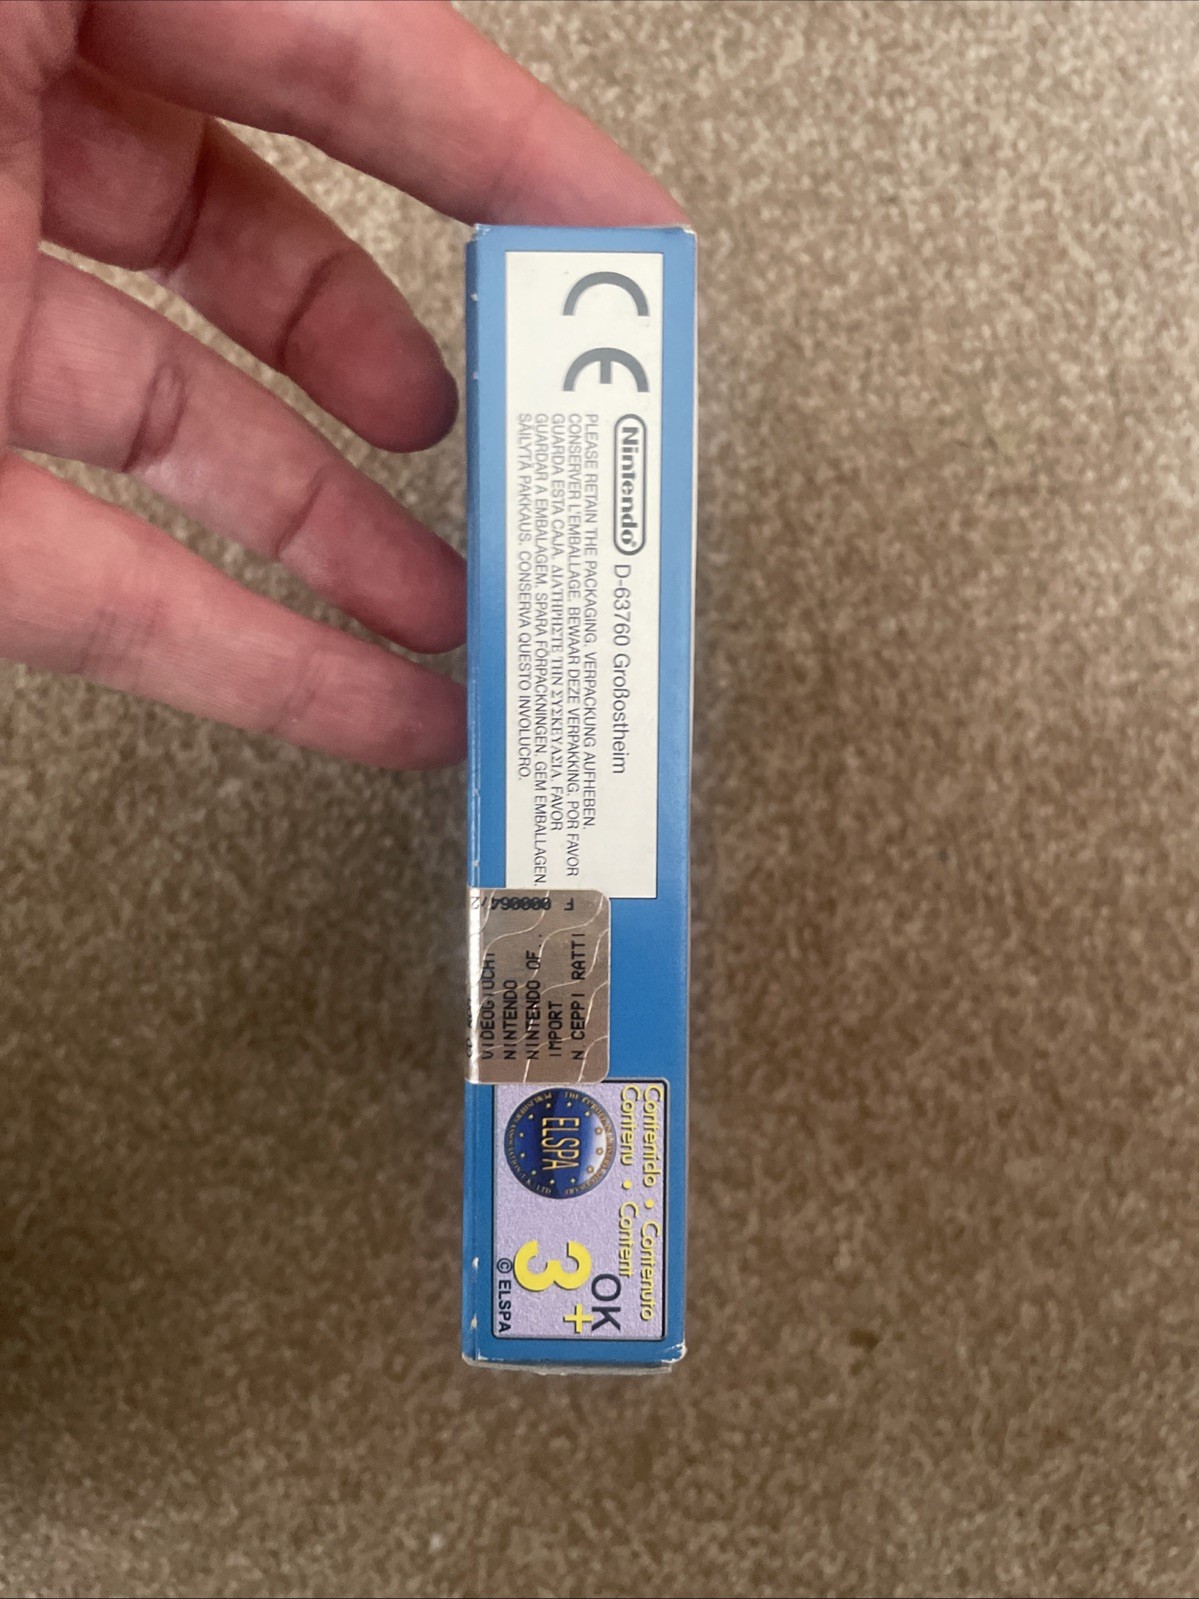 CE
Nintendo® D-63760 Großostheim
PLEASE RETAIN THE PACKAGING. VERPACKUNG AUFHEBEN.
CONSERVER L'EMBALLAGE. BEWAAR DEZE VERPAKKING. POR FAVOR
GUARDA ESTA CAJA. ΔΙΑΤΗΡΗΣΤΕ ΤΗΝ ΣΥΣΚΕΥΑΣΙΑ. FAVOR
GUARDAR A EMBALAGEM. SPARA FÖRPACKNINGEN. GEM EMBALLAGEN.
SÄILYTÄ PAKKAUS. CONSERVA QUESTO INVOLUCRO.
VIDEOGIOCHI
NINTENDO
NINTENDO OF
IMPORT
N CEPPI RATTI
Contenido • Contenuto
Contenu • Content
ELSPA
OK
3+
© ELSPA